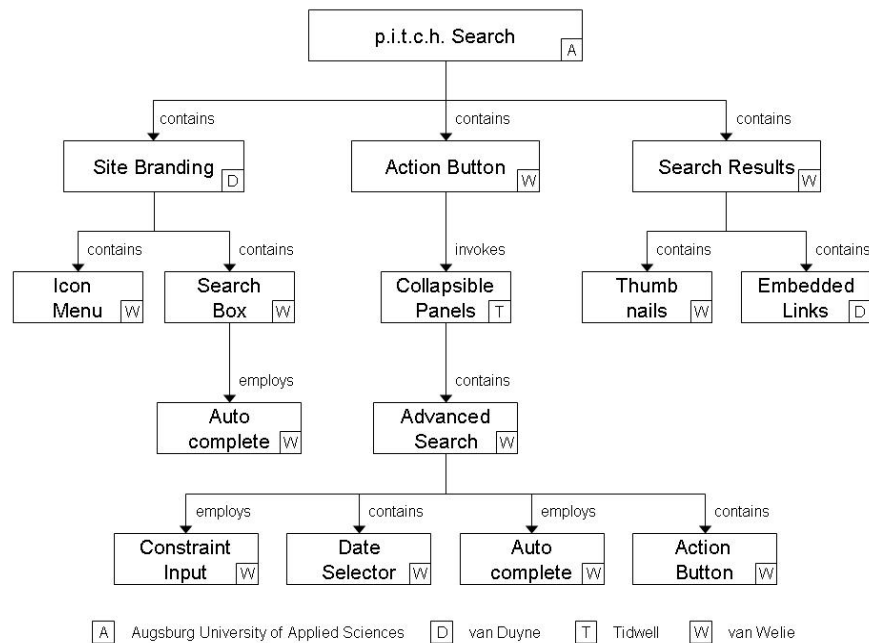 p.i.t.c.h. Search
A
contains
contains
contains
Site Branding
D
Action Button
W
Search Results
W
contains
contains
invokes
contains
contains
Icon
Menu
W
Search
Box
W
Collapsible
Panels
T
Thumb
nails
W
Embedded
Links
D
employs
contains
Auto
complete
W
Advanced
Search
W
employs
contains
employs
contains
Constraint
Input
W
Date
Selector
W
Auto
complete
W
Action
Button
W
A Augsburg University of Applied Sciences D van Duyne T Tidwell W van Welie